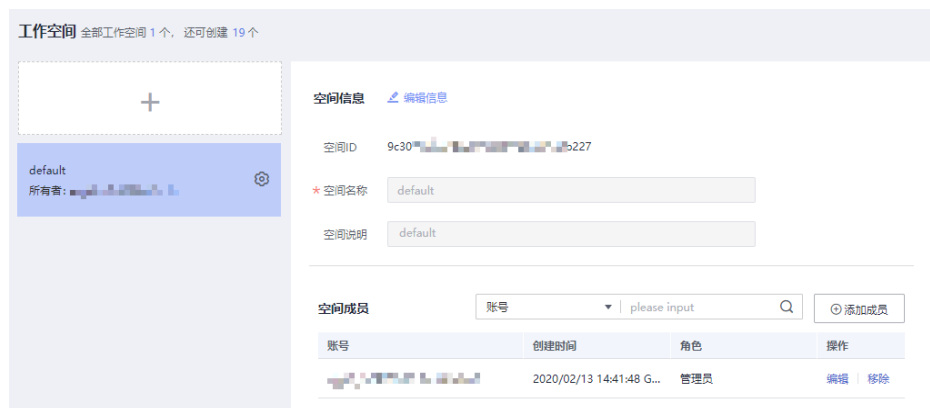 工作空间 全部工作空间 1 个， 还可创建 19 个
default
所有者：
空间信息 编辑信息
空间ID 9c30 b227
* 空间名称 default
空间说明 default
空间成员 账号 please input 添加成员
账号 创建时间 角色 操作
2020/02/13 14:41:48 G... 管理员 编辑 移除